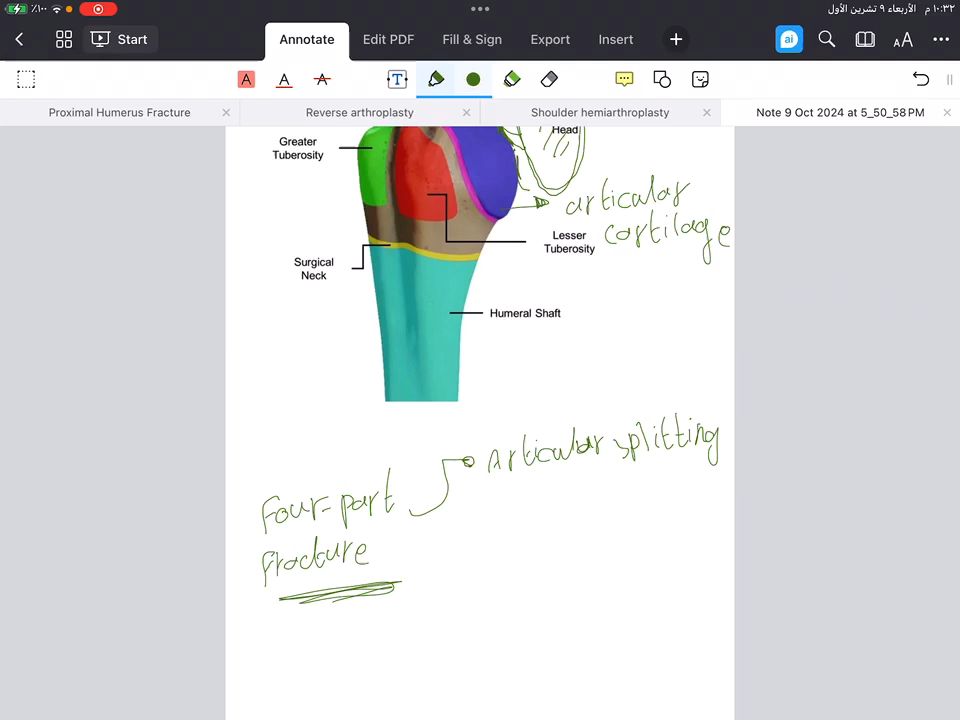 ٪١٠٠
١٠:٣٢ م الأربعاء ٩ تشرين الأول
Start
Annotate
Edit PDF
Fill & Sign
Export
Insert
ai
AA
A
A
A
T
Proximal Humerus Fracture
Reverse arthroplasty
Shoulder hemiarthroplasty
Note 9 Oct 2024 at 5_50_58 PM
Head
Greater
Tuberosity
articular
cartilage
Lesser
Tuberosity
Surgical
Neck
Humeral Shaft
articular splitting
Four-part
fracture